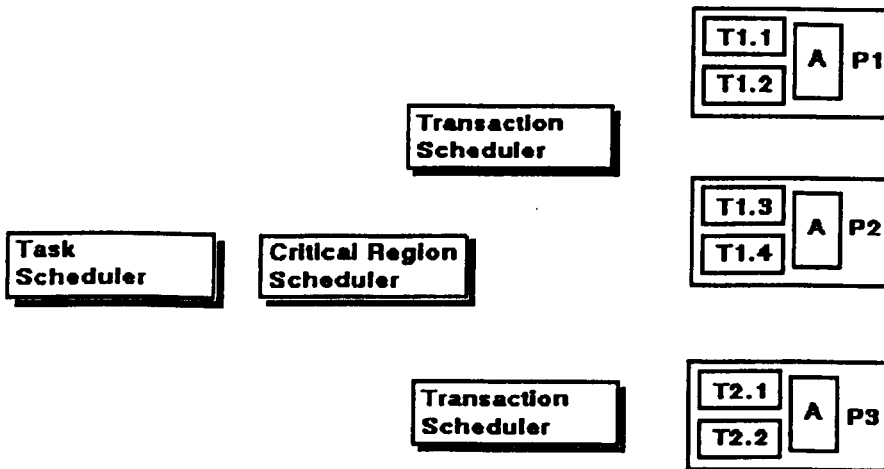 T1.1
A
P1
T1.2
Transaction
Scheduler
T1.3
A
P2
T1.4
Task
Scheduler
Critical Region
Scheduler
T2.1
A
P3
T2.2
Transaction
Scheduler